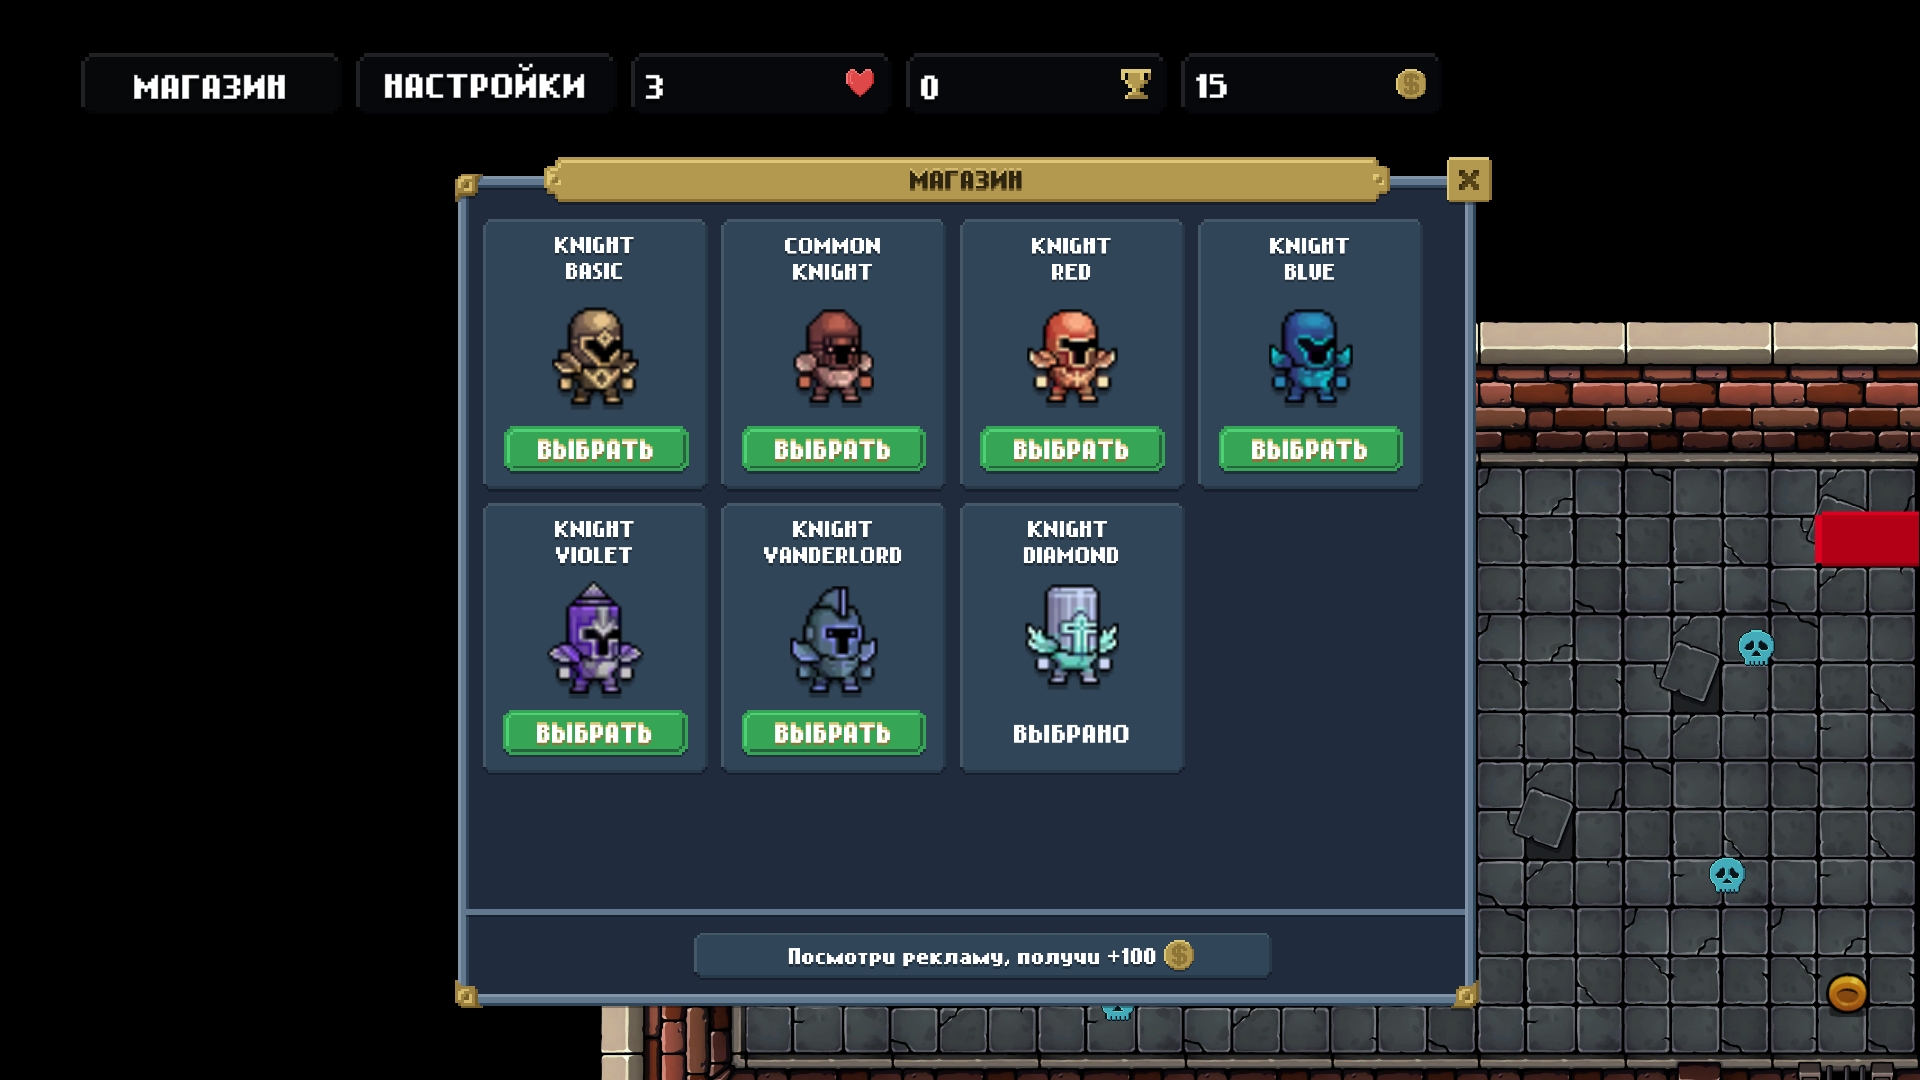 МАГАЗИН
НАСТРОЙКИ
3
0
15
МАГАЗИН
KNIGHT
BASIC
ВЫБРАТЬ
COMMON
KNIGHT
ВЫБРАТЬ
KNIGHT
RED
ВЫБРАТЬ
KNIGHT
BLUE
ВЫБРАТЬ
KNIGHT
VIOLET
ВЫБРАТЬ
KNIGHT
VANDERLORD
ВЫБРАТЬ
KNIGHT
DIAMOND
ВЫБРАНО
Посмотри рекламу, получи +100